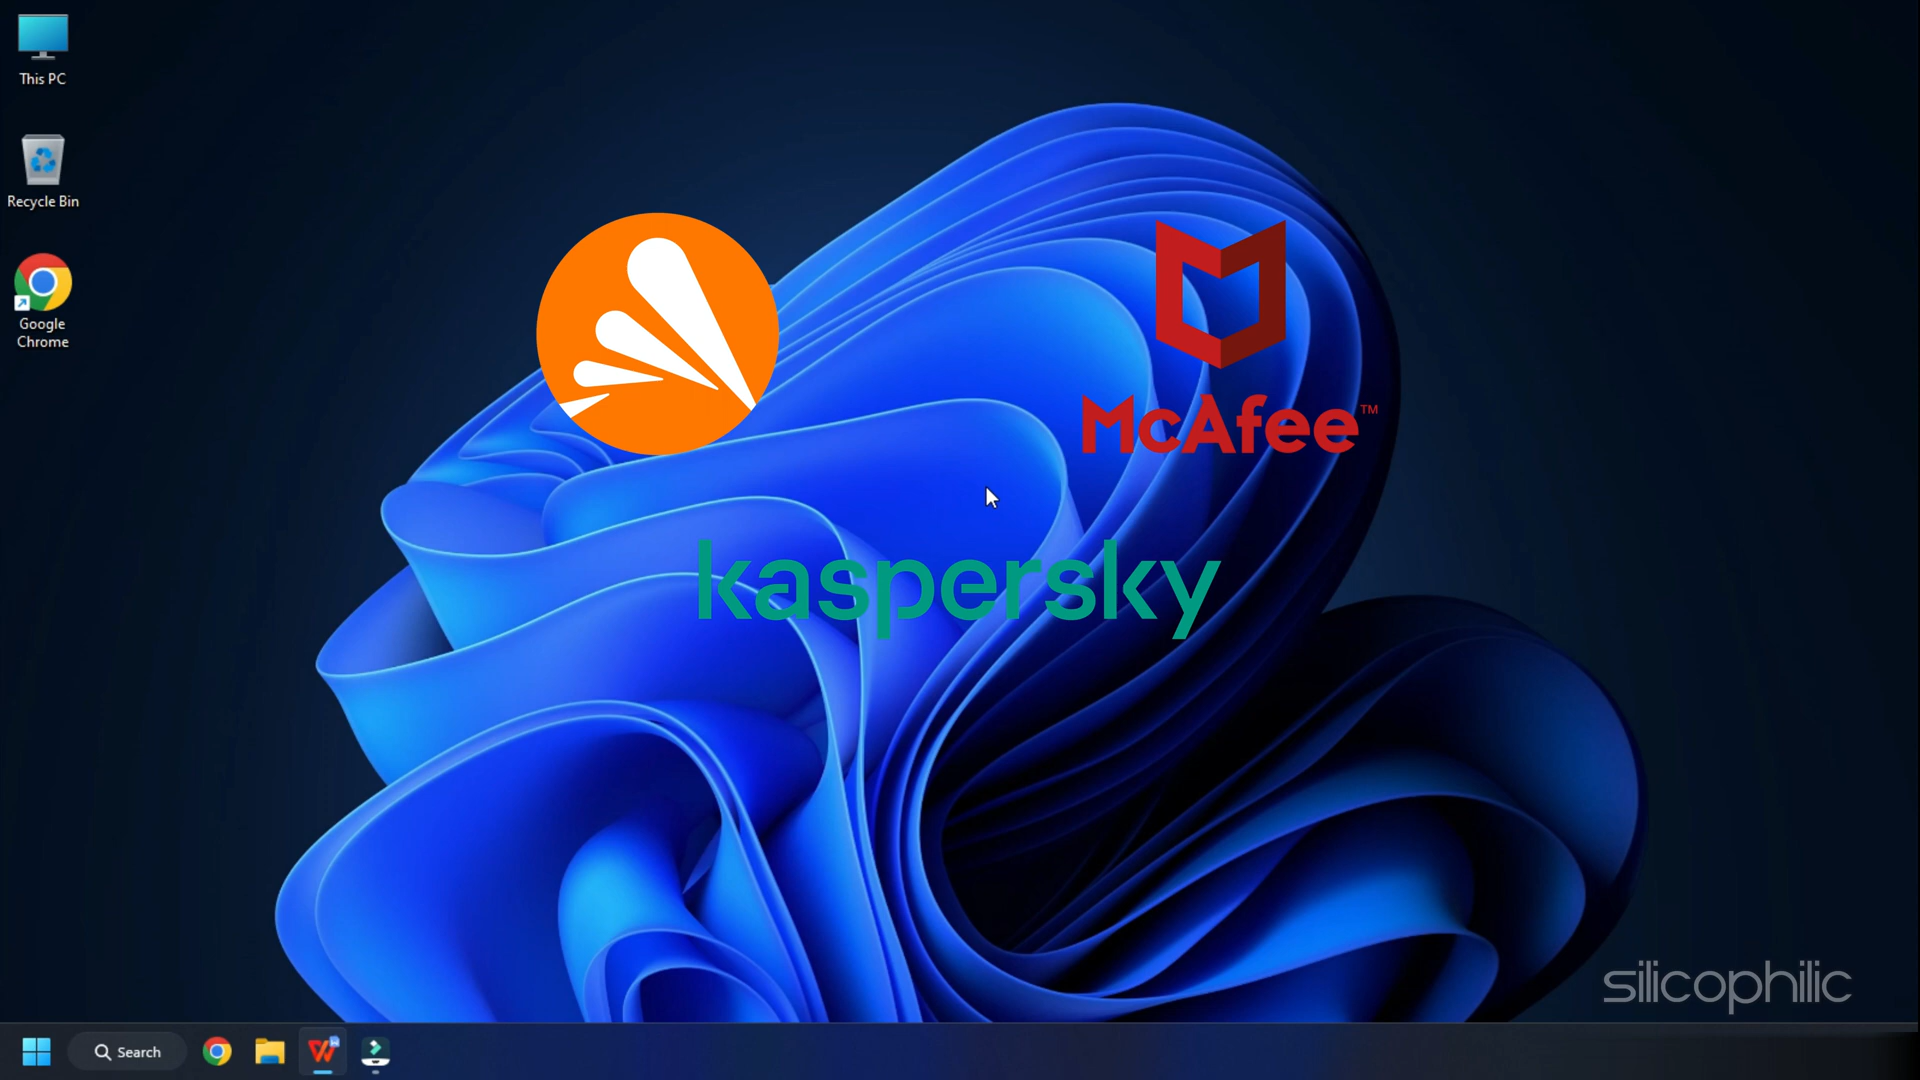 This PC
Recycle Bin
Google
Chrome
McAfee™
kaspersky
silicophilic
Search